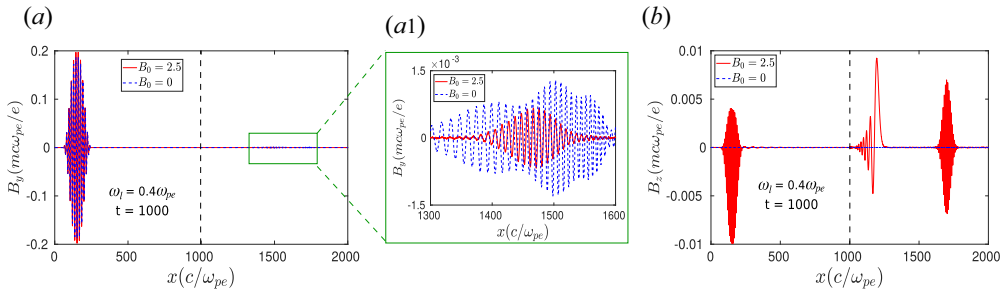 (a)
0.2
0.1
0
-0.1
-0.2
B_y(mcω_pe/e)
B_0 = 2.5
B_0 = 0
ω_l = 0.4ω_pe
t = 1000
0 500 1000 1500 2000
x(c/ω_pe)
(a1)
×10^-3
1.5
0
-1.5
B_y(mcω_pe/e)
B_0 = 2.5
B_0 = 0
1300 1400 1500 1600
x(c/ω_pe)
(b)
0.01
0.005
0
-0.005
-0.01
B_z(mcω_pe/e)
B_0 = 2.5
B_0 = 0
ω_l = 0.4ω_pe
t = 1000
0 500 1000 1500 2000
x(c/ω_pe)